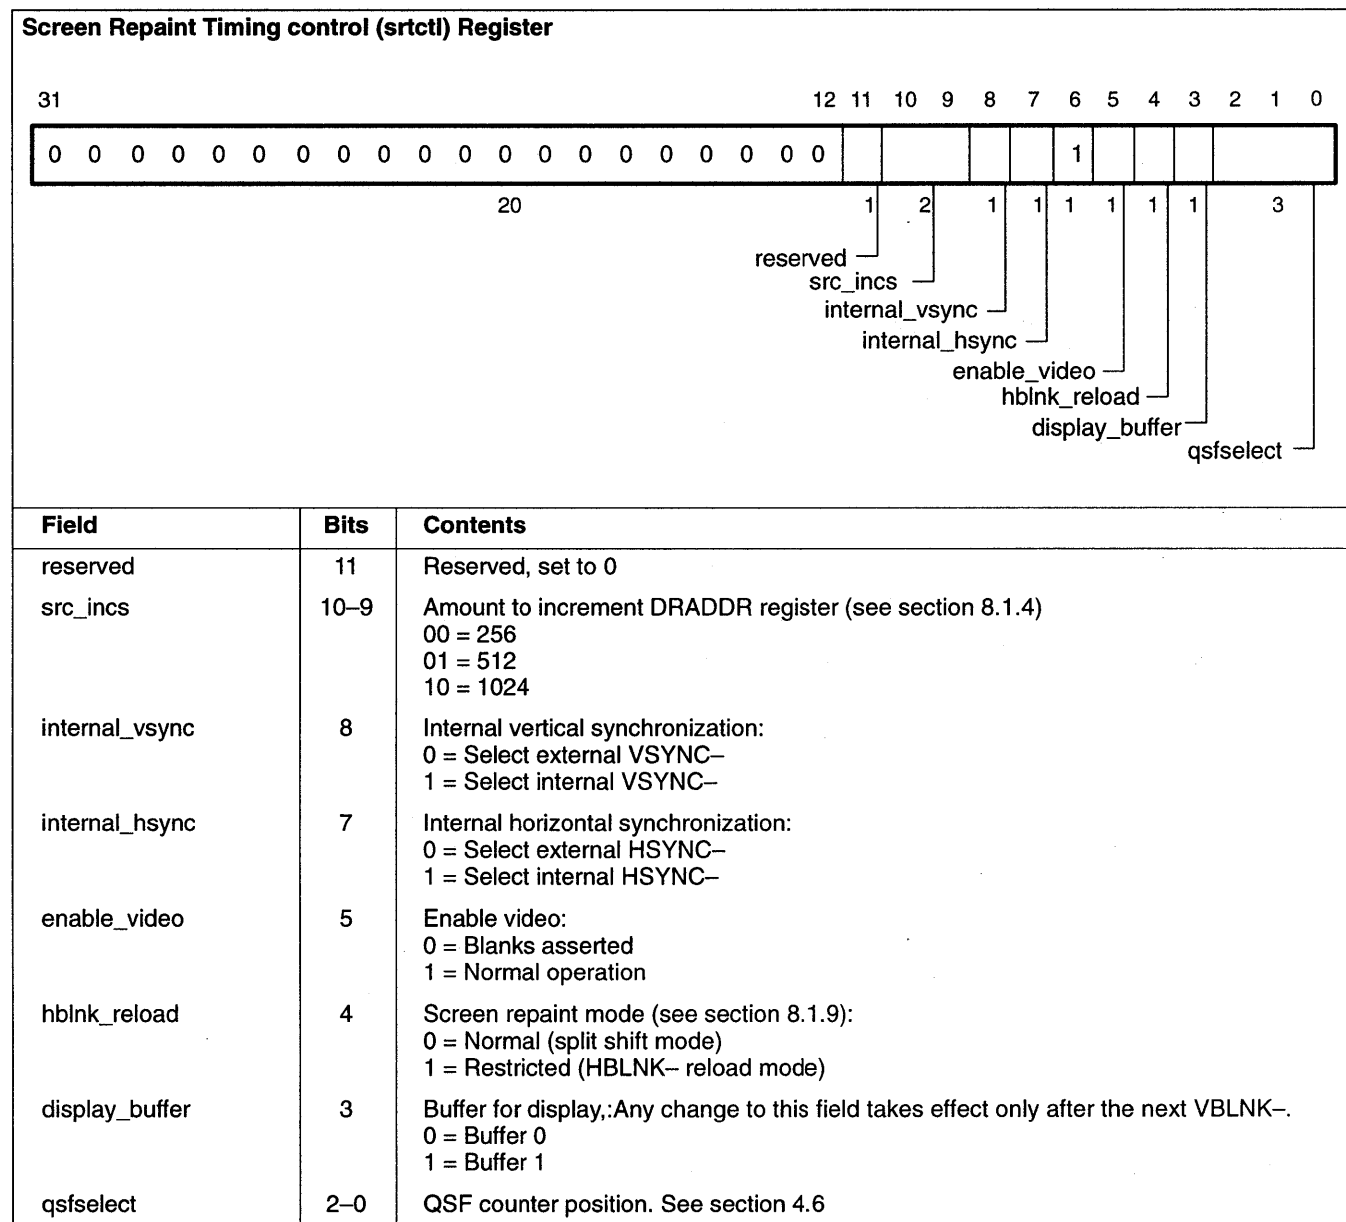 Screen Repaint Timing control (srtctl) Register
31 12 11 10 9 8 7 6 5 4 3 2 1 0
0 0 0 0 0 0 0 0 0 0 0 0 0 0 0 0 0 0 0 0 1
20 1 2 1 1 1 1 1 1 3
reserved
src_incs
internal_vsync
internal_hsync
enable_video
hblnk_reload
display_buffer
qsfselect
Field Bits Contents
reserved 11 Reserved, set to 0
src_incs 10–9 Amount to increment DRADDR register (see section 8.1.4)
00 = 256
01 = 512
10 = 1024
internal_vsync 8 Internal vertical synchronization:
0 = Select external VSYNC–
1 = Select internal VSYNC–
internal_hsync 7 Internal horizontal synchronization:
0 = Select external HSYNC–
1 = Select internal HSYNC–
enable_video 5 Enable video:
0 = Blanks asserted
1 = Normal operation
hblnk_reload 4 Screen repaint mode (see section 8.1.9):
0 = Normal (split shift mode)
1 = Restricted (HBLNK– reload mode)
display_buffer 3 Buffer for display,:Any change to this field takes effect only after the next VBLNK–.
0 = Buffer 0
1 = Buffer 1
qsfselect 2–0 QSF counter position. See section 4.6